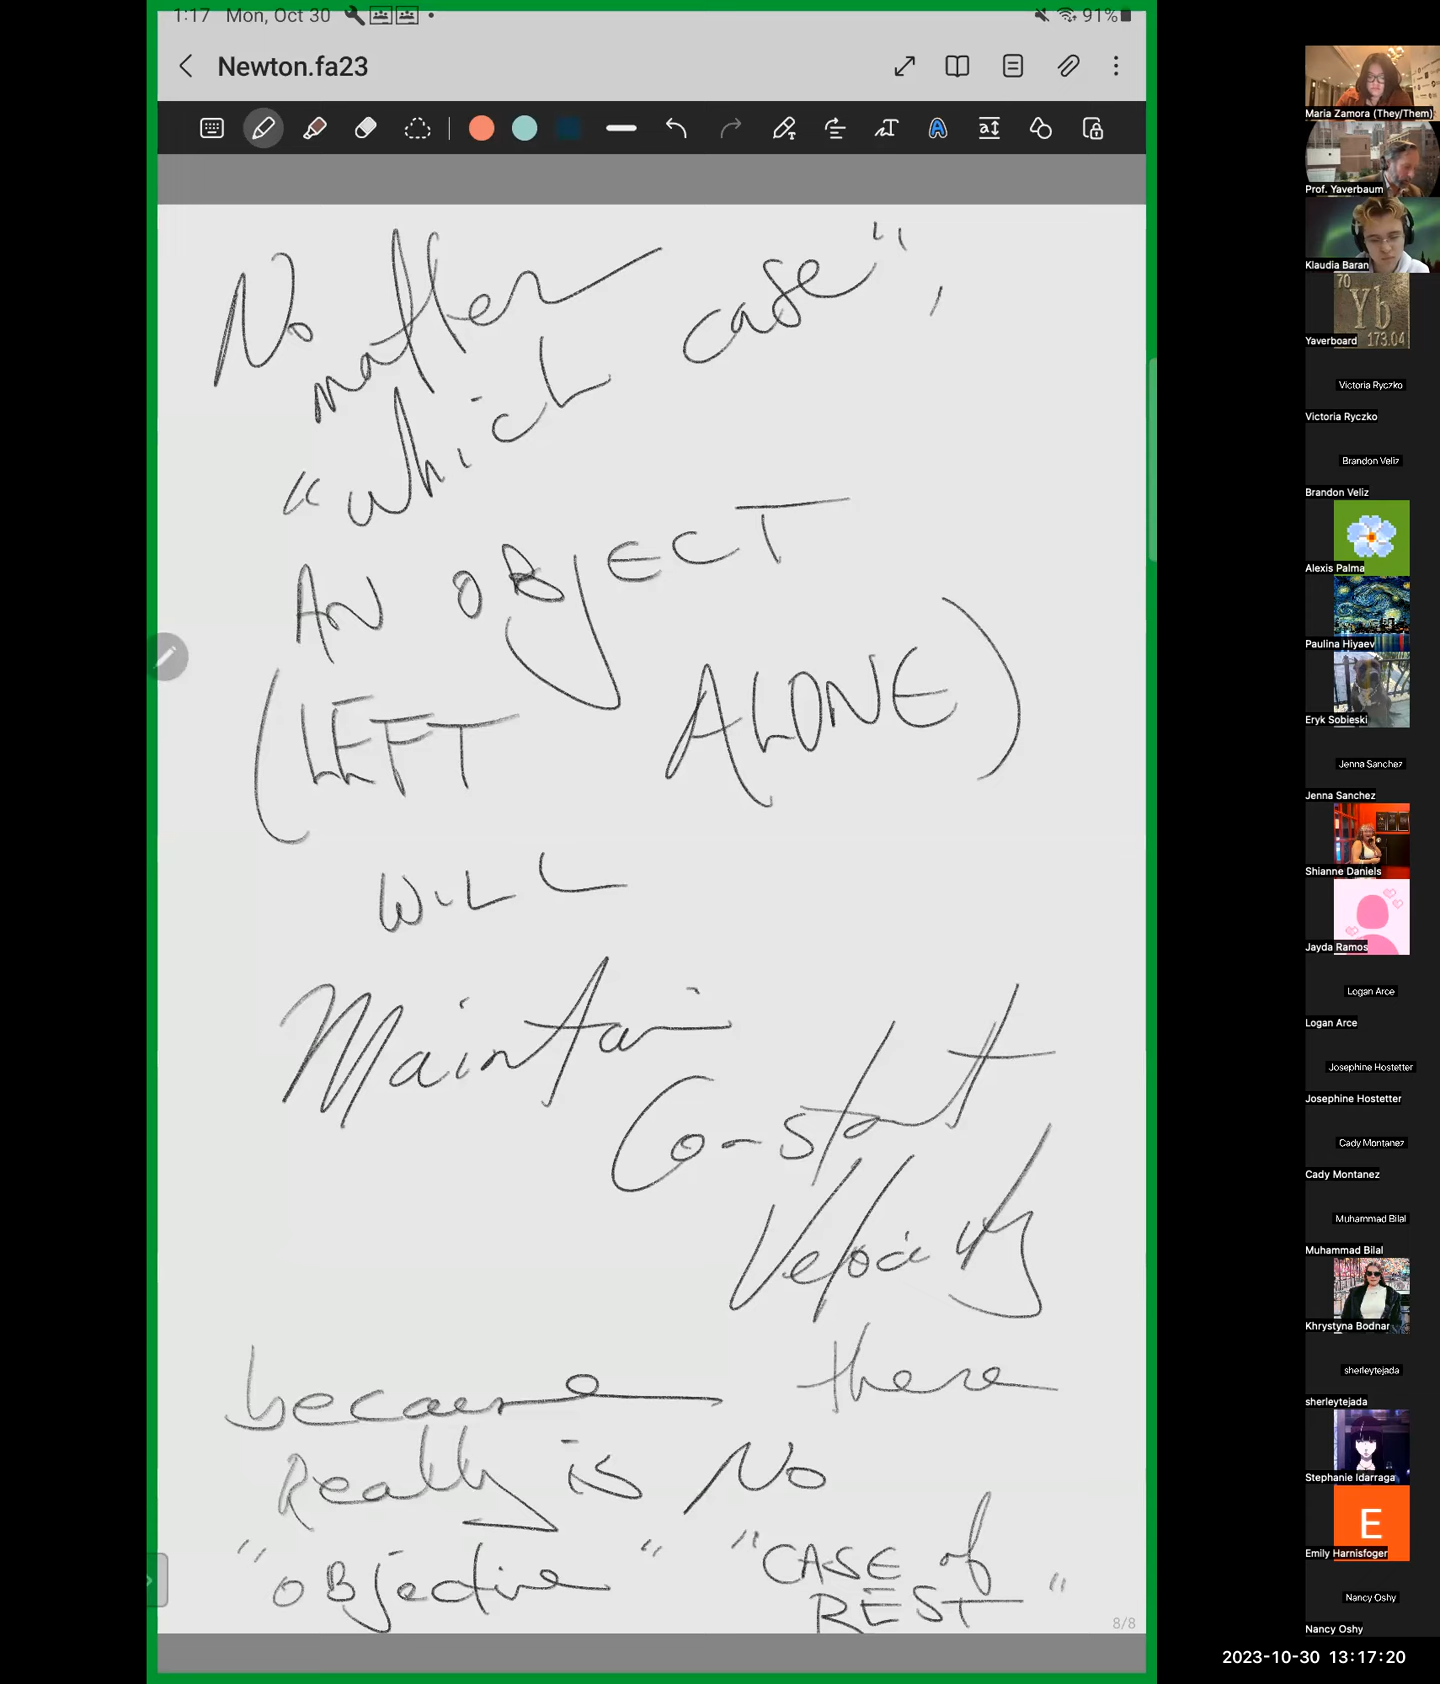 1:17 Mon, Oct 30
91%
Newton.fa23
No matter
"which case",
AN OBJECT
(LEFT ALONE)
WILL
Maintain
Constant
Velocity
because there
Really is No
"OBjective" "CASE of
REST"
8/8
Maria Zamora (They/Them)
Prof. Yaverbaum
Klaudia Baran
70
Yb
173.04
Yaverboard
Victoria Ryczko
Victoria Ryczko
Brandon Veliz
Brandon Veliz
Alexis Palma
Paulina Hiyaev
Eryk Sobieski
Jenna Sanchez
Jenna Sanchez
Shianne Daniels
Jayda Ramos
Logan Arce
Logan Arce
Josephine Hostetter
Josephine Hostetter
Cady Montanez
Cady Montanez
Muhammad Bilal
Muhammad Bilal
Khrystyna Bodnar
sherleytejada
sherleytejada
Stephanie Idarraga
E
Emily Harnisfoger
Nancy Oshy
Nancy Oshy
2023-10-30 13:17:20